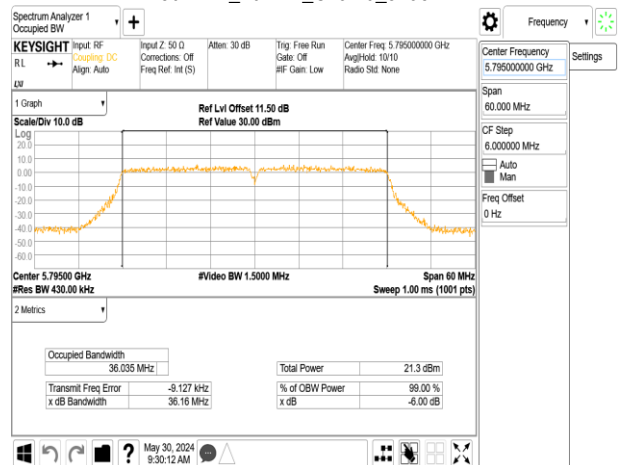 Spectrum Analyzer 1
Occupied BW
+
Frequency
KEYSIGHT
Input: RF
Coupling: DC
Align: Auto
Input Z: 50 Ω
Corrections: Off
Freq Ref: Int (S)
Atten: 30 dB
Trig: Free Run
Gate: Off
#IF Gain: Low
Center Freq: 5.795000000 GHz
Avg|Hold: 10/10
Radio Std: None
RL
LXI
Center Frequency
5.795000000 GHz
Settings
Span
60.000 MHz
CF Step
6.000000 MHz
Auto
Man
Freq Offset
0 Hz
1 Graph
Ref Lvl Offset 11.50 dB
Scale/Div 10.0 dB
Ref Value 30.00 dBm
Log
20.0
10.0
0.00
-10.0
-20.0
-30.0
-40.0
-50.0
-60.0
Center 5.79500 GHz
#Video BW 1.5000 MHz
Span 60 MHz
#Res BW 430.00 kHz
Sweep 1.00 ms (1001 pts)
2 Metrics
Occupied Bandwidth
36.035 MHz
Total Power 21.3 dBm
Transmit Freq Error -9.127 kHz
% of OBW Power 99.00 %
x dB Bandwidth 36.16 MHz
x dB -6.00 dB
?
May 30, 2024
9:30:12 AM